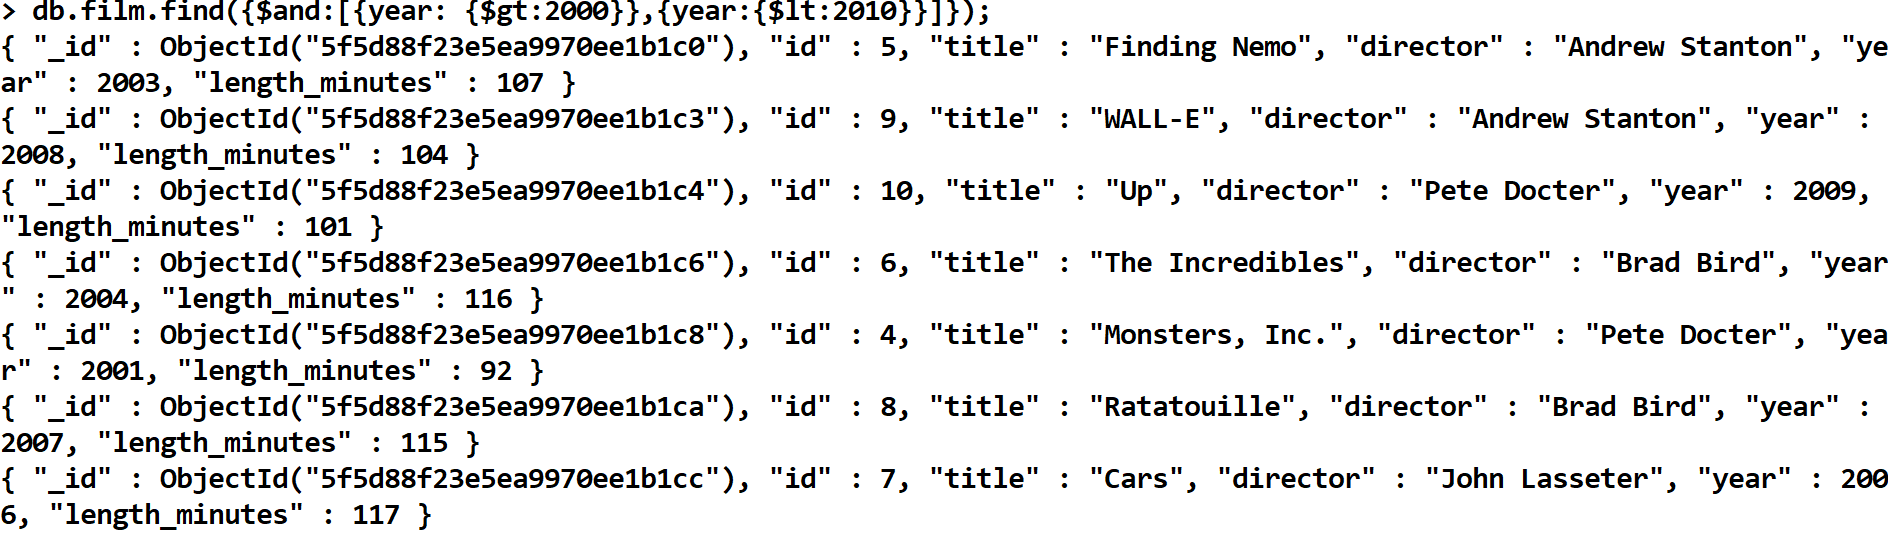 > db.film.find({$and:[{year: {$gt:2000}},{year:{$lt:2010}}]});
{ "_id" : ObjectId("5f5d88f23e5ea9970ee1b1c0"), "id" : 5, "title" : "Finding Nemo", "director" : "Andrew Stanton", "ye
ar" : 2003, "length_minutes" : 107 }
{ "_id" : ObjectId("5f5d88f23e5ea9970ee1b1c3"), "id" : 9, "title" : "WALL-E", "director" : "Andrew Stanton", "year" :
2008, "length_minutes" : 104 }
{ "_id" : ObjectId("5f5d88f23e5ea9970ee1b1c4"), "id" : 10, "title" : "Up", "director" : "Pete Docter", "year" : 2009,
"length_minutes" : 101 }
{ "_id" : ObjectId("5f5d88f23e5ea9970ee1b1c6"), "id" : 6, "title" : "The Incredibles", "director" : "Brad Bird", "year
" : 2004, "length_minutes" : 116 }
{ "_id" : ObjectId("5f5d88f23e5ea9970ee1b1c8"), "id" : 4, "title" : "Monsters, Inc.", "director" : "Pete Docter", "yea
r" : 2001, "length_minutes" : 92 }
{ "_id" : ObjectId("5f5d88f23e5ea9970ee1b1ca"), "id" : 8, "title" : "Ratatouille", "director" : "Brad Bird", "year" :
2007, "length_minutes" : 115 }
{ "_id" : ObjectId("5f5d88f23e5ea9970ee1b1cc"), "id" : 7, "title" : "Cars", "director" : "John Lasseter", "year" : 200
6, "length_minutes" : 117 }